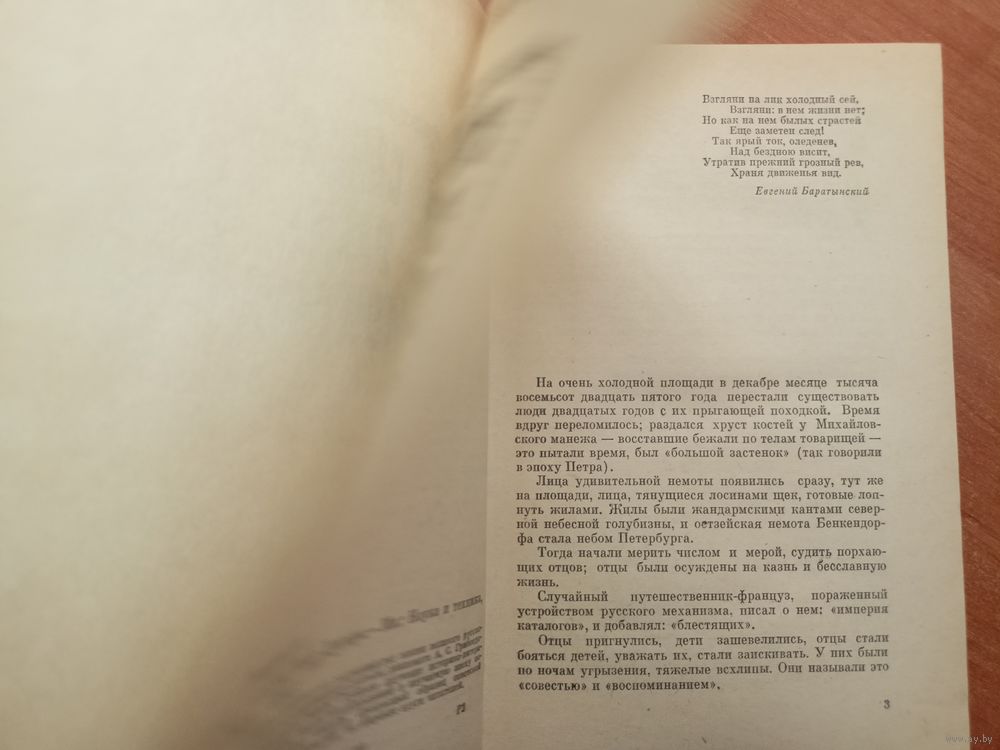 Наука и техника,
Взгляни на лик холодный сей,
Взгляни: в нем жизни нет;
Но как на нем былых страстей
Еще заметен след!
Так ярый ток, оледенев,
Над бездною висит,
Утратив прежний грозный рев,
Храня движенья вид.
Евгений Баратынский
На очень холодной площади в декабре месяце тысяча
восемьсот двадцать пятого года перестали существовать
люди двадцатых годов с их прыгающей походкой. Время
вдруг переломилось; раздался хруст костей у Михайлов-
ского манежа — восставшие бежали по телам товарищей —
это пытали время, был «большой застенок» (так говорили
в эпоху Петра).
Лица удивительной немоты появились сразу, тут же
на площади, лица, тянущиеся лосинами щек, готовые лоп-
нуть жилами. Жилы были жандармскими кантами север-
ной небесной голубизны, и остзейская немота Бенкендор-
фа стала небом Петербурга.
Тогда начали мерить числом и мерой, судить порхаю-
щих отцов; отцы были осуждены на казнь и бесславную
жизнь.
Случайный путешественник-француз, пораженный
устройством русского механизма, писал о нем: «империя
каталогов», и добавлял: «блестящих».
Отцы пригнулись, дети зашевелились, отцы стали
бояться детей, уважать их, стали заискивать. У них были
по ночам угрызения, тяжелые всхлипы. Они называли это
«совестью» и «воспоминанием».
3
www.ay.by